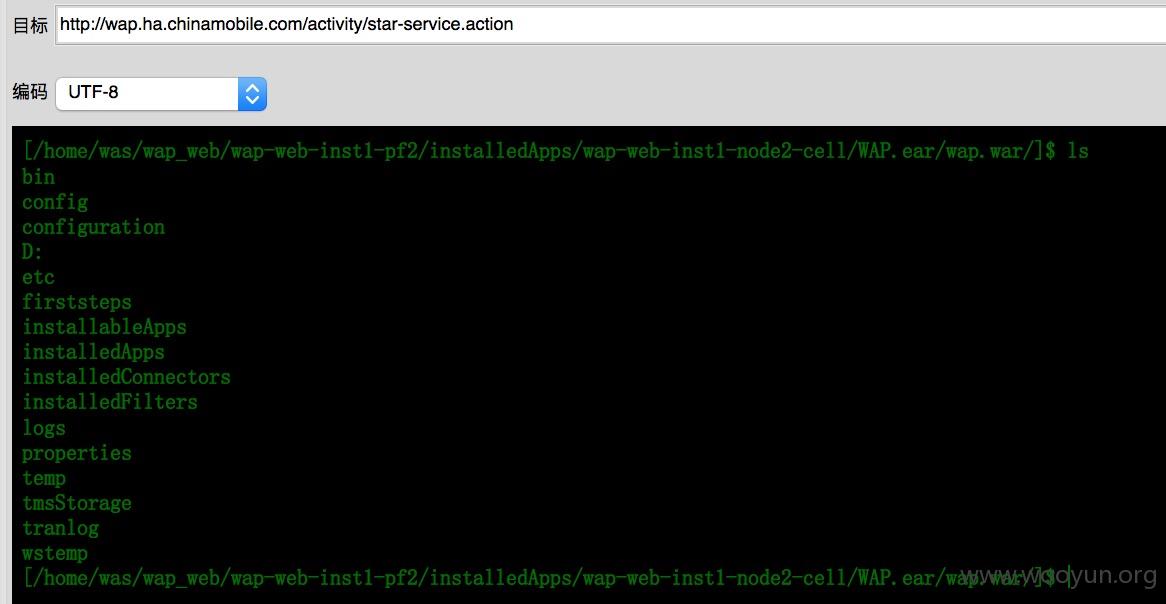 目标 http://wap.ha.chinamobile.com/activity/star-service.action
编码 UTF-8
[/home/was/wap_web/wap-web-inst1-pf2/installedApps/wap-web-inst1-node2-cell/WAP.ear/wap.war/]$ ls
bin
config
configuration
D:
etc
firststeps
installableApps
installedApps
installedConnectors
installedFilters
logs
properties
temp
tmsStorage
tranlog
wstemp
[/home/was/wap_web/wap-web-inst1-pf2/installedApps/wap-web-inst1-node2-cell/WAP.ear/wap.war/]$
www.wooyun.org